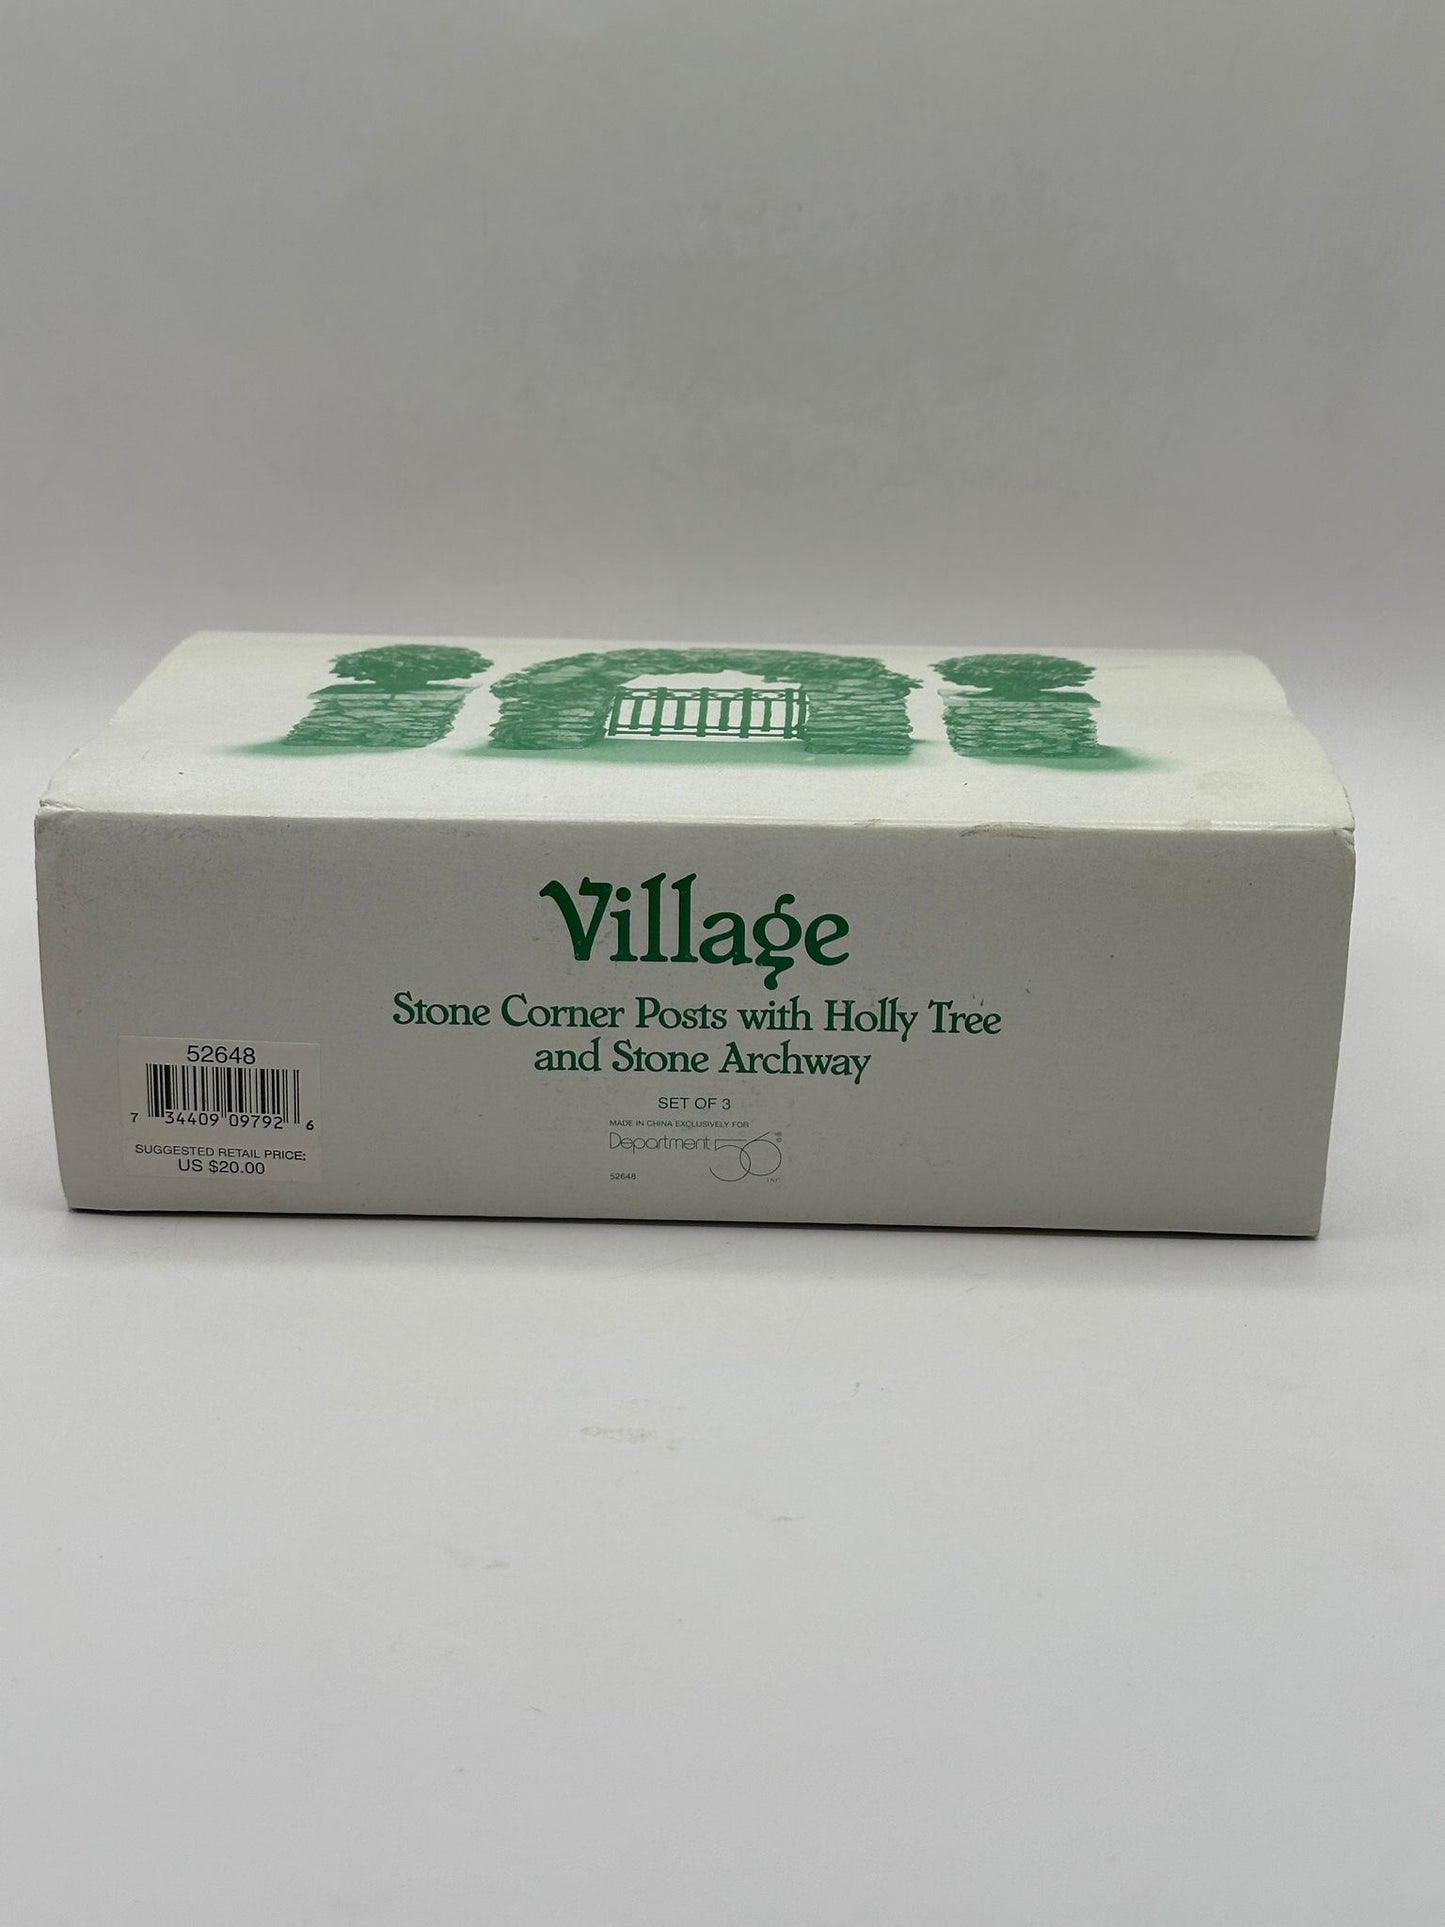 Village
Stone Corner Posts with Holly Tree
and Stone Archway
SET OF 3
MADE IN CHINA EXCLUSIVELY FOR
Department 56
INC
52648
52648
7 34409 09792 6
SUGGESTED RETAIL PRICE:
US $20.00